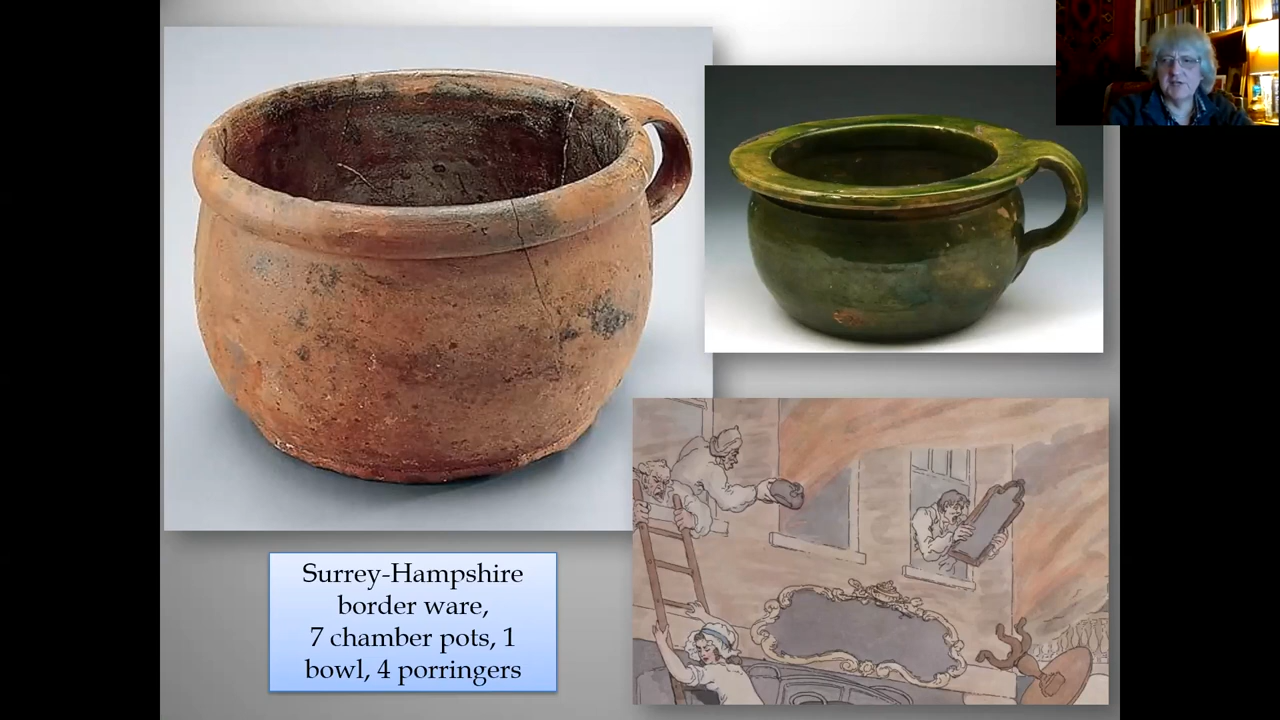 Surrey-Hampshire
border ware,
7 chamber pots, 1
bowl, 4 porringers